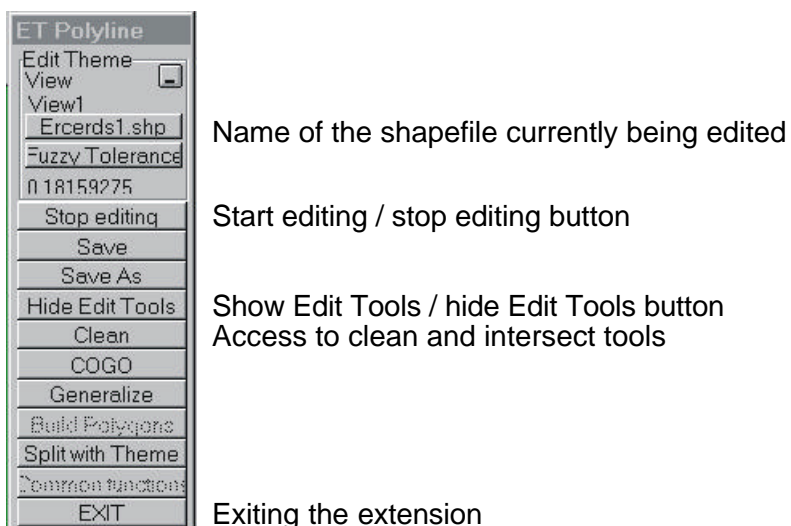 ET Polyline
Edit Theme
View
View1
Ercerds1.shp
Name of the shapefile currently being edited
Fuzzy Tolerance
0.18159275
Stop editing
Start editing / stop editing button
Save
Save As
Hide Edit Tools
Show Edit Tools / hide Edit Tools button
Clean
Access to clean and intersect tools
COGO
Generalize
Build Polygons
Split with Theme
Common functions
EXIT
Exiting the extension